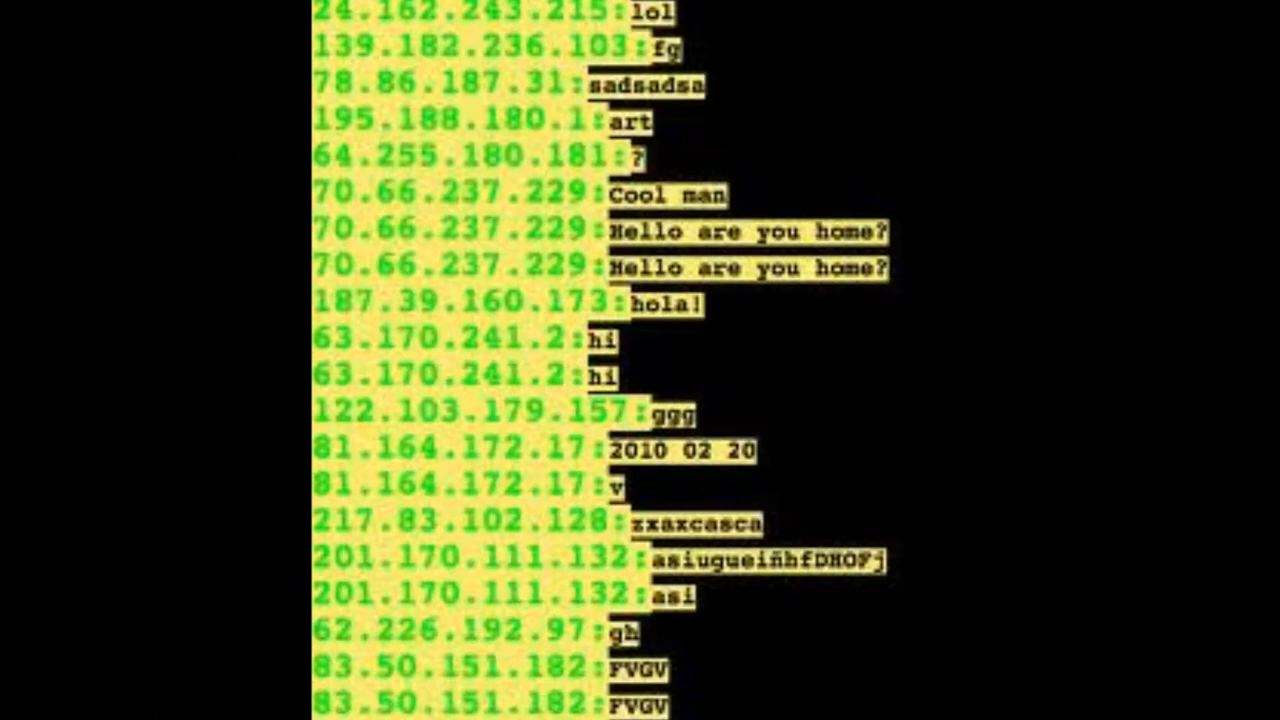 24.162.243.215:lol
139.182.236.103:fg
78.86.187.31:sadsadsa
195.188.180.1:art
64.255.180.181:?
70.66.237.229:Cool man
70.66.237.229:Hello are you home?
70.66.237.229:Hello are you home?
187.39.160.173:hola!
63.170.241.2:hi
63.170.241.2:hi
122.103.179.157:ggg
81.164.172.17:2010 02 20
81.164.172.17:v
217.83.102.128:zxaxcasca
201.170.111.132:asiugueiñhfDHOFj
201.170.111.132:asi
62.226.192.97:gh
83.50.151.182:FVGV
83.50.151.182:FVGV